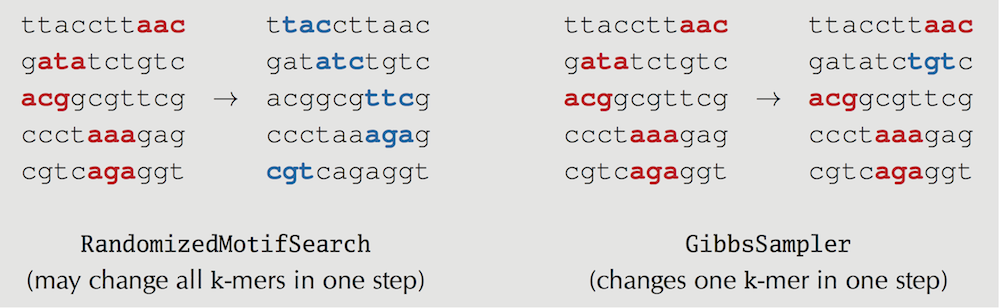 ttaccttaac ttaccttaac ttaccttaac ttaccttaac
gatatctgtc gatatctgtc gatatctgtc gatatctgtc
acggcgttcg → acggcgttcg acggcgttcg → acggcgttcg
ccctaaagag ccctaaagag ccctaaagag ccctaaagag
cgtcagaggt cgtcagaggt cgtcagaggt cgtcagaggt
RandomizedMotifSearch GibbsSampler
(may change all k-mers in one step) (changes one k-mer in one step)